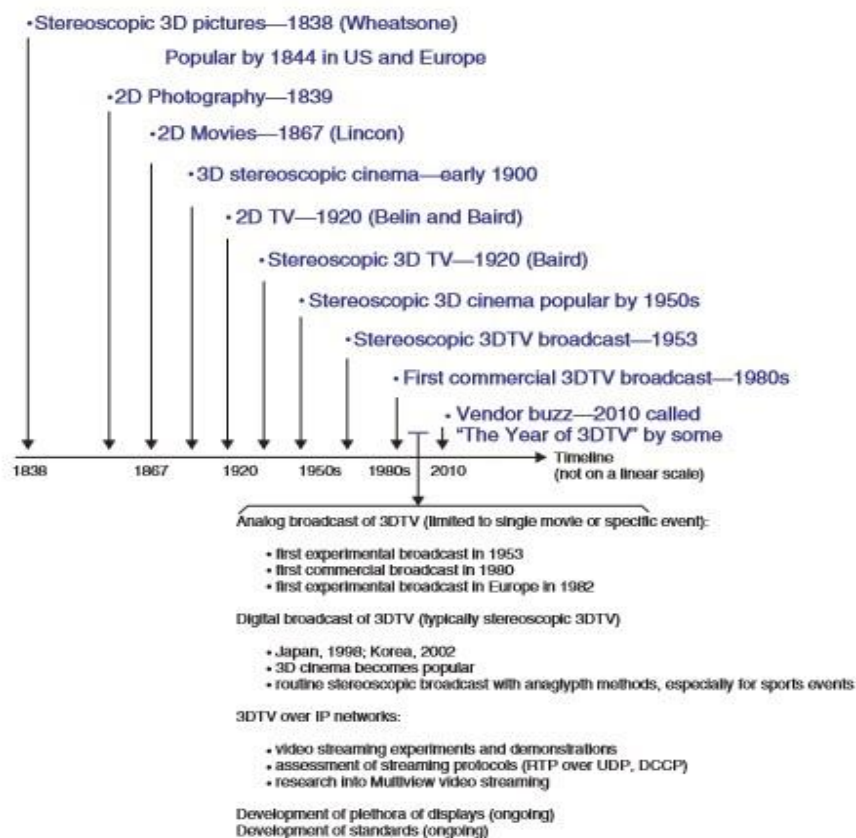 •Stereoscopic 3D pictures—1838 (Wheatsone)
Popular by 1844 in US and Europe
•2D Photography—1839
•2D Movies—1867 (Lincon)
•3D stereoscopic cinema—early 1900
•2D TV—1920 (Belin and Baird)
•Stereoscopic 3D TV—1920 (Baird)
•Stereoscopic 3D cinema popular by 1950s
•Stereoscopic 3DTV broadcast—1953
•First commercial 3DTV broadcast—1980s
•Vendor buzz—2010 called
"The Year of 3DTV" by some
1838 1867 1920 1950s 1980s 2010 Timeline
(not on a linear scale)
Analog broadcast of 3DTV (limited to single movie or specific event):
•first experimental broadcast in 1953
•first commercial broadcast in 1980
•first experimental broadcast in Europe in 1982
Digital broadcast of 3DTV (typically stereoscopic 3DTV)
•Japan, 1998; Korea, 2002
•3D cinema becomes popular
•routine stereoscopic broadcast with anaglypth methods, especially for sports events
3DTV over IP networks:
•video streaming experiments and demonstrations
•assessment of streaming protocols (RTP over UDP, DCCP)
•research into Multiview video streaming
Development of plethora of displays (ongoing)
Development of standards (ongoing)